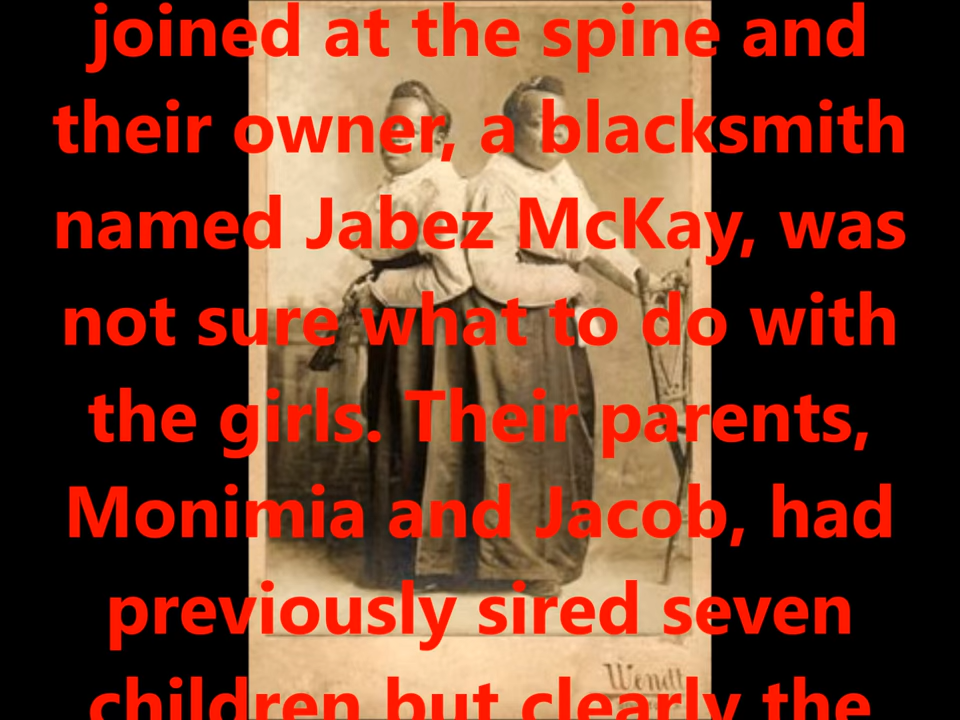 joined at the spine and
their owner, a blacksmith
named Jabez McKay, was
not sure what to do with
the girls. Their parents,
Monimia and Jacob, had
previously sired seven
children but clearly the
Wendt